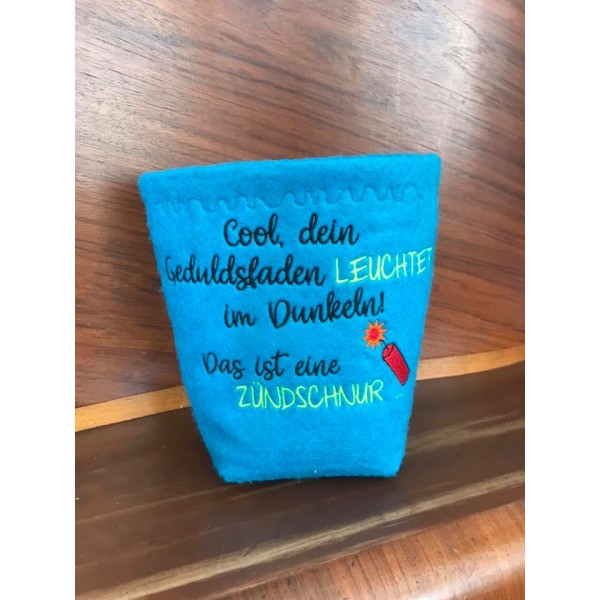 Cool, dein
Geduldsfaden LEUCHTET
im Dunkeln!
Das ist eine
ZÜNDSCHNUR ...